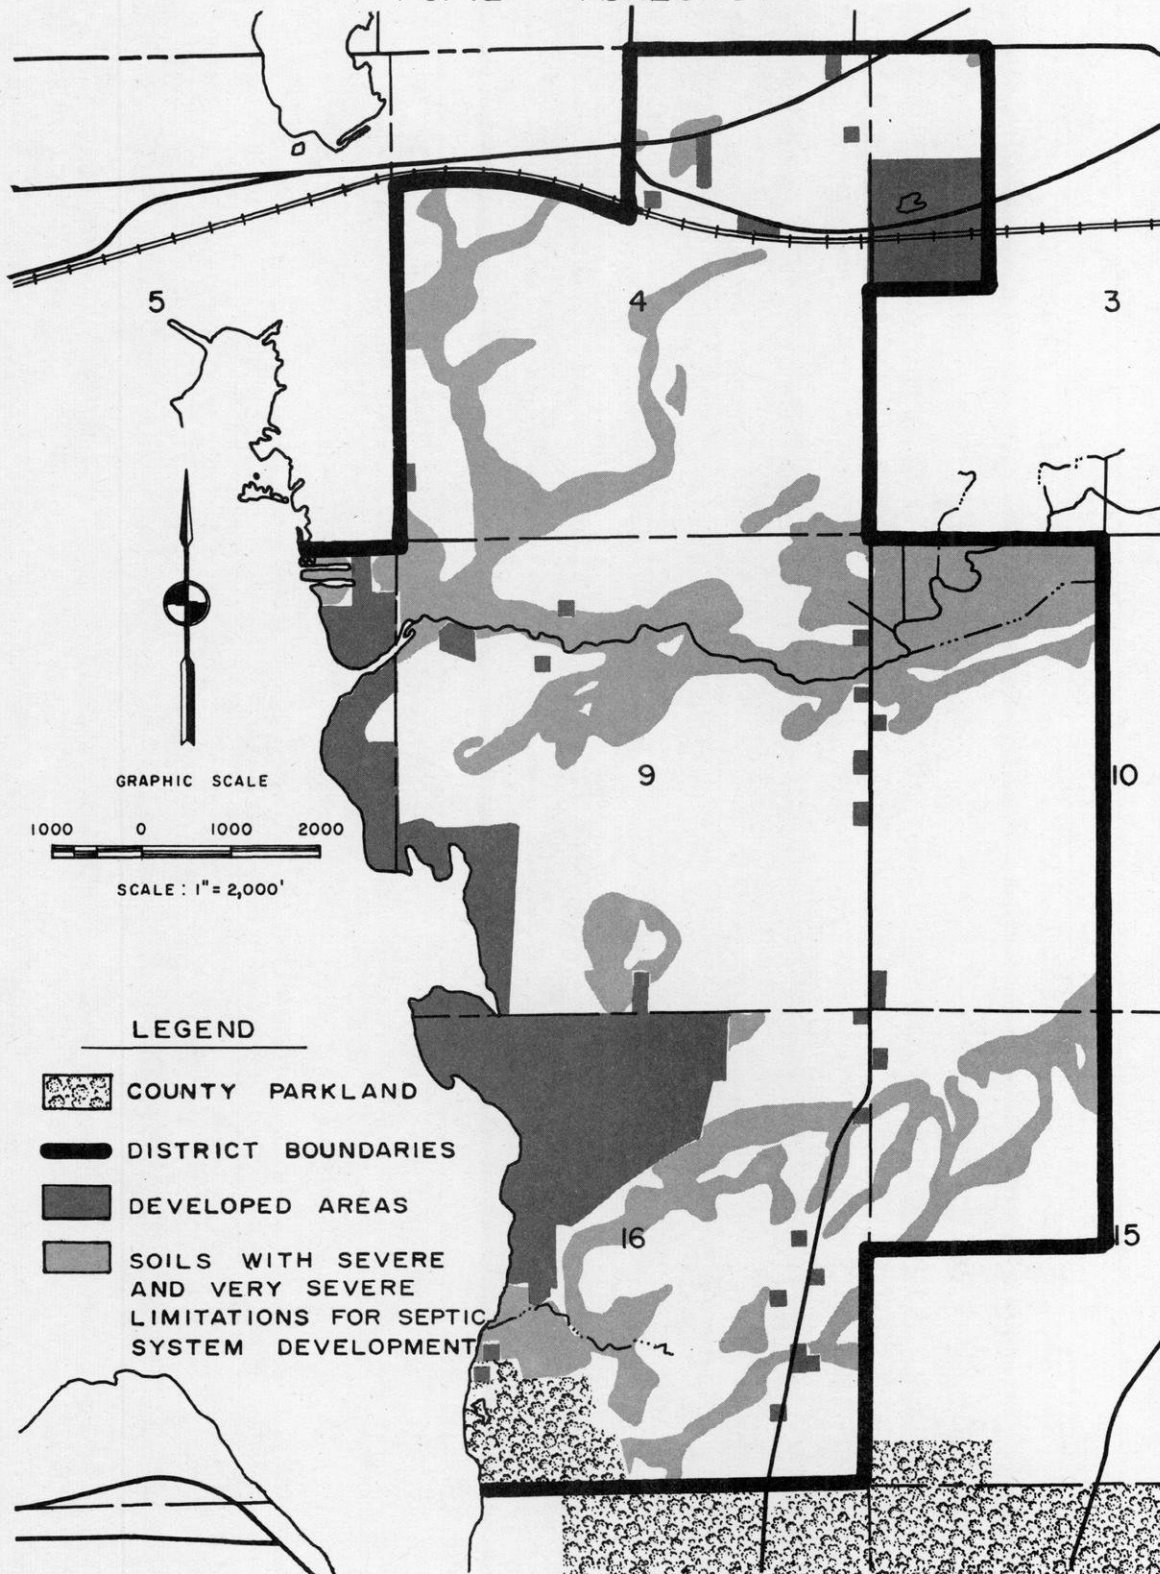 5
4
3
GRAPHIC SCALE
1000 0 1000 2000
SCALE: 1" = 2,000'
9
10
LEGEND
COUNTY PARKLAND
DISTRICT BOUNDARIES
DEVELOPED AREAS
SOILS WITH SEVERE
AND VERY SEVERE
LIMITATIONS FOR SEPTIC
SYSTEM DEVELOPMENT
16
15